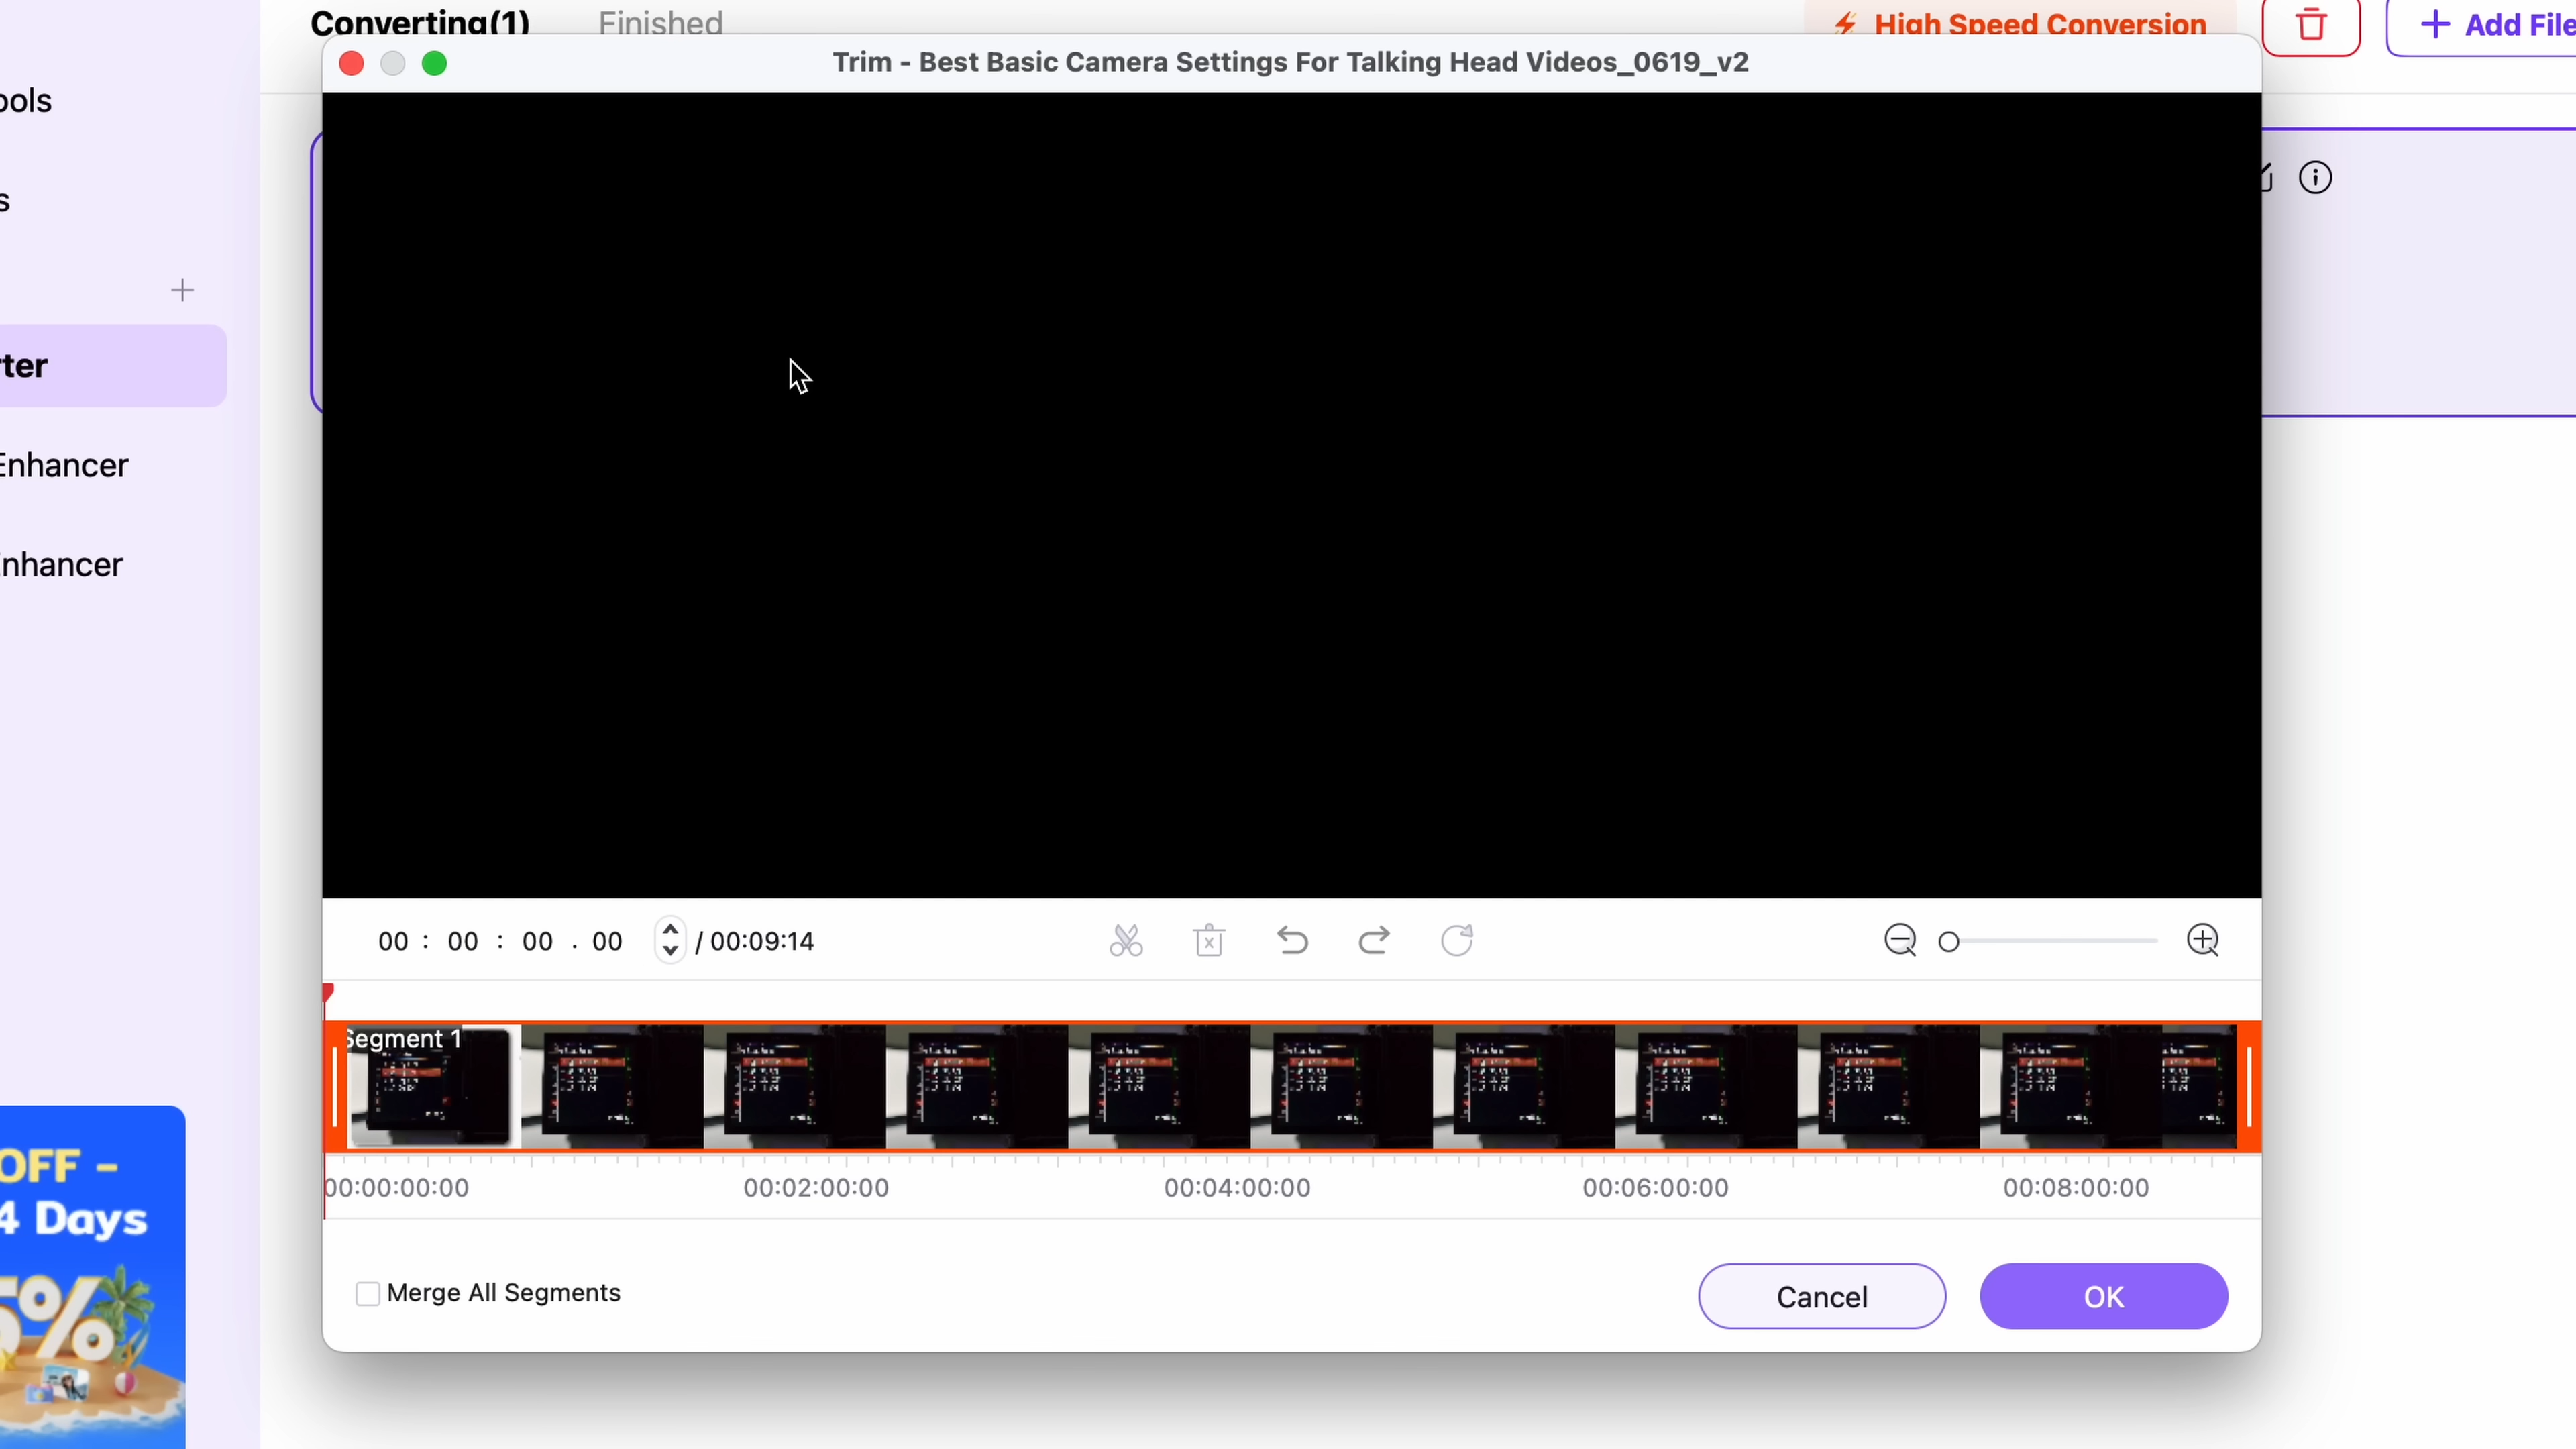 Converting(1) Finished
High Speed Conversion
Add File
Trim - Best Basic Camera Settings For Talking Head Videos_0619_v2
ools
s
rter
Enhancer
nhancer
00 : 00 : 00 . 00 / 00:09:14
Segment 1
00:00:00:00 00:02:00:00 00:04:00:00 00:06:00:00 00:08:00:00
OFF -
4 Days
5%
Merge All Segments
Cancel
OK